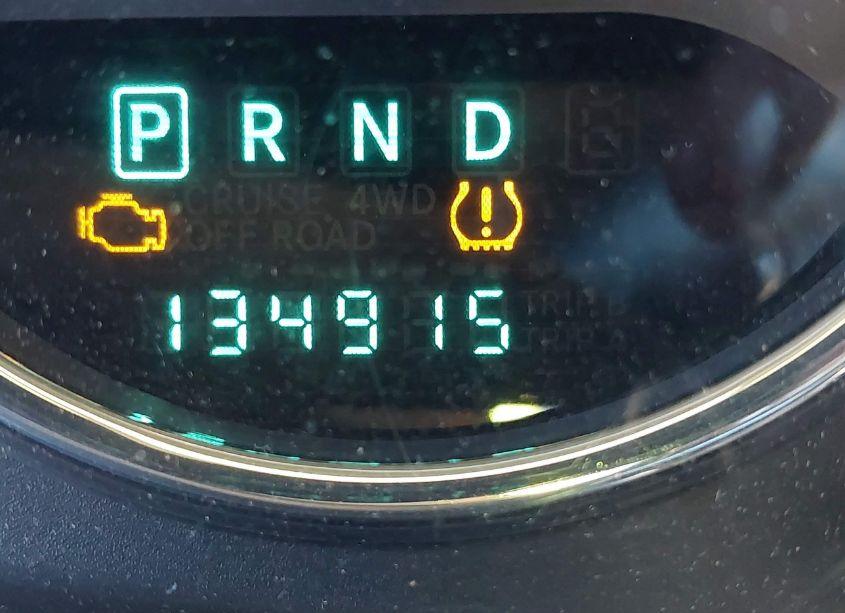 P R N D
CRUISE 4WD
OFF ROAD
134915
TRIP B
TRIP A